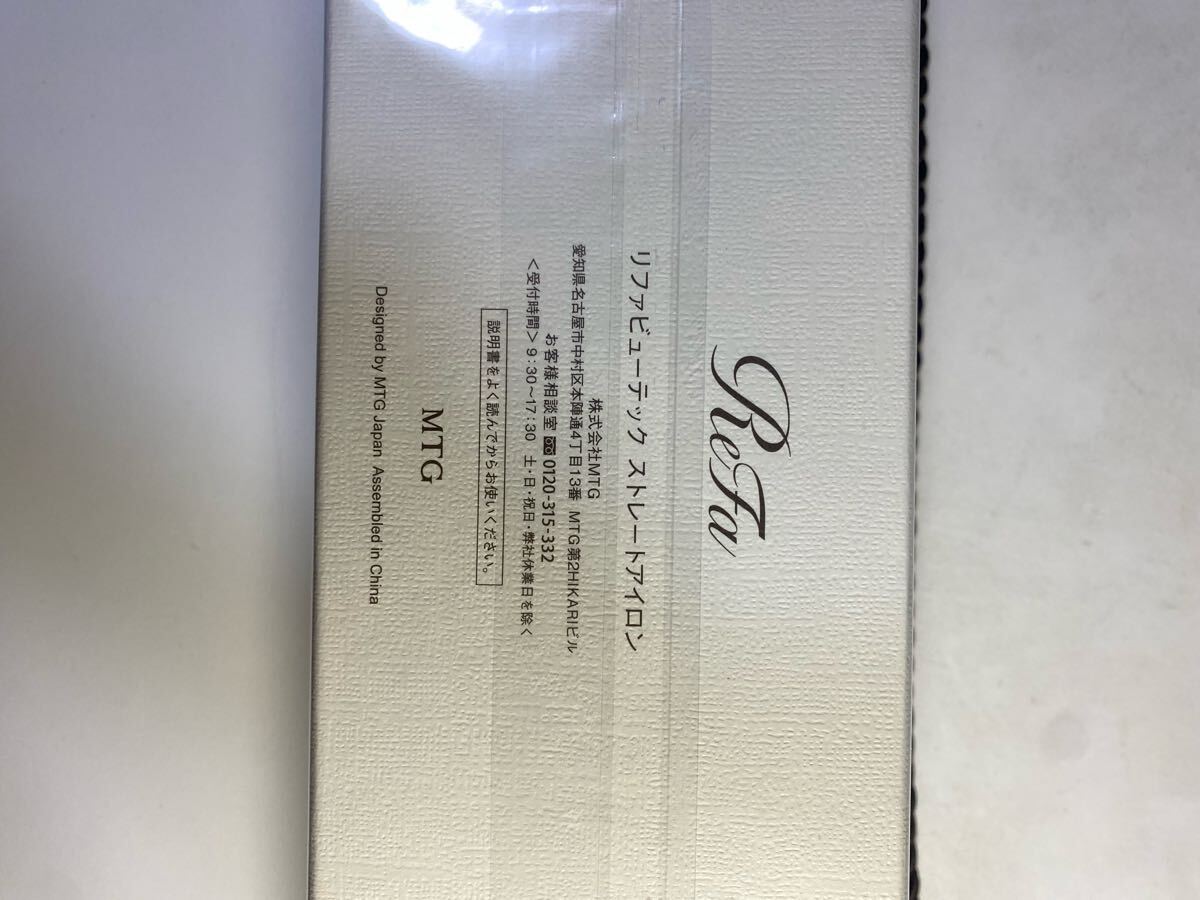 ReFa
リファビューテック ストレートアイロン
株式会社MTG
愛知県名古屋市中村区本陣通4丁目13番 MTG第2HIKARIビル
お客様相談室 0120-315-332
<受付時間> 9:30～17:30 土・日・祝日・弊社休業日を除く
説明書をよく読んでからお使いください。
MTG
Designed by MTG Japan Assembled in China